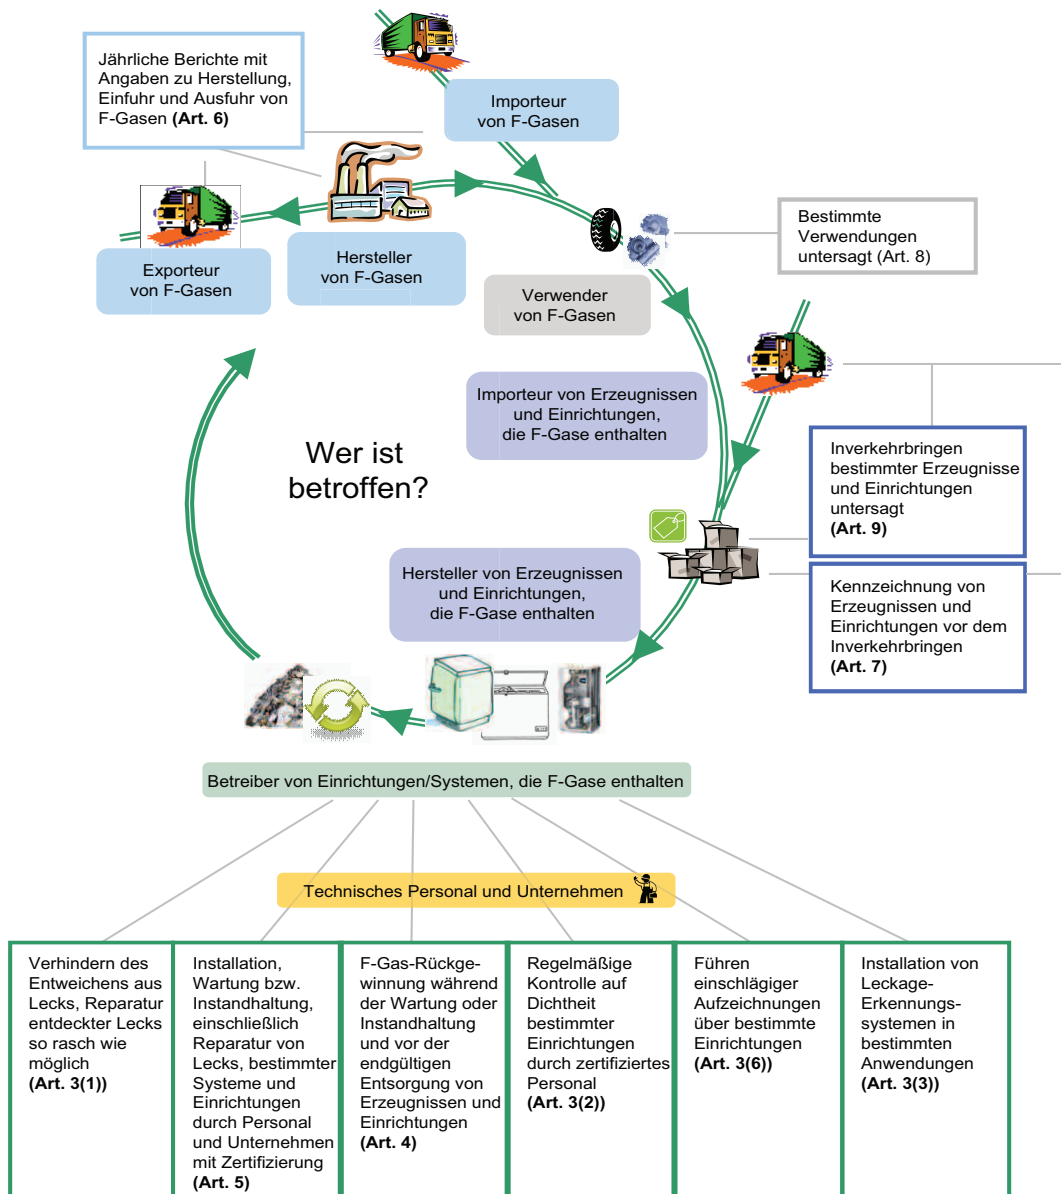 Jährliche Berichte mit
Angaben zu Herstellung,
Einfuhr und Ausfuhr von
F-Gasen (Art. 6)
Importeur
von F-Gasen
Exporteur
von F-Gasen
Hersteller
von F-Gasen
Bestimmte
Verwendungen
untersagt (Art. 8)
Verwender
von F-Gasen
Importeur von Erzeugnissen
und Einrichtungen,
die F-Gase enthalten
Wer ist
betroffen?
Inverkehrbringen
bestimmter Erzeugnisse
und Einrichtungen
untersagt
(Art. 9)
Hersteller von Erzeugnissen
und Einrichtungen,
die F-Gase enthalten
Kennzeichnung von
Erzeugnissen und
Einrichtungen vor dem
Inverkehrbringen
(Art. 7)
Betreiber von Einrichtungen/Systemen, die F-Gase enthalten
Technisches Personal und Unternehmen
Verhindern des
Entweichens aus
Lecks, Reparatur
entdeckter Lecks
so rasch wie
möglich
(Art. 3(1))
Installation,
Wartung bzw.
Instandhaltung,
einschließlich
Reparatur von
Lecks, bestimmter
Systeme und
Einrichtungen
durch Personal
und Unternehmen
mit Zertifizierung
(Art. 5)
F-Gas-Rückge-
winnung während
der Wartung oder
Instandhaltung
und vor der
endgültigen
Entsorgung von
Erzeugnissen und
Einrichtungen
(Art. 4)
Regelmäßige
Kontrolle auf
Dichtheit
bestimmter
Einrichtungen
durch zertifiziertes
Personal
(Art. 3(2))
Führen
einschlägiger
Aufzeichnungen
über bestimmte
Einrichtungen
(Art. 3(6))
Installation von
Leckage-
Erkennungs-
systemen in
bestimmten
Anwendungen
(Art. 3(3))